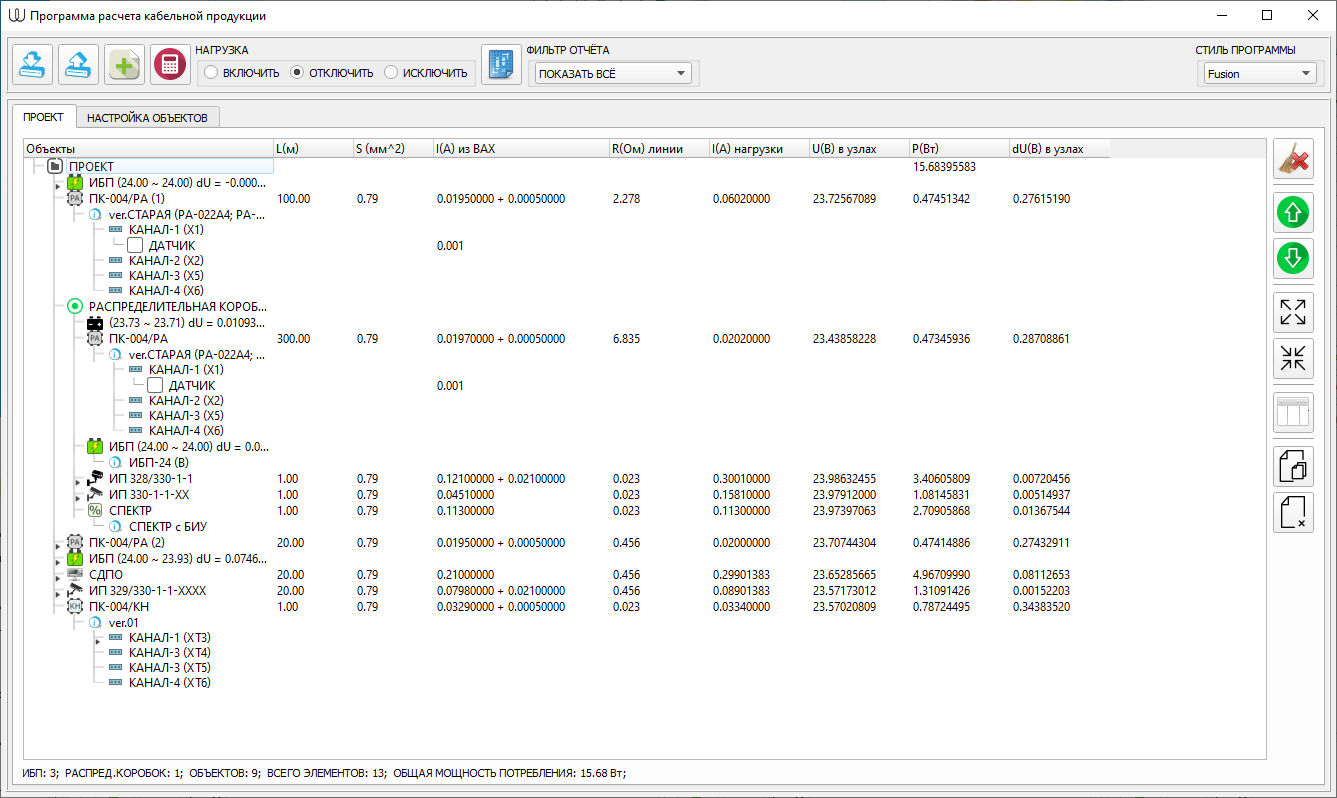 Программа расчета кабельной продукции
НАГРУЗКА
ВКЛЮЧИТЬ ОТКЛЮЧИТЬ ИСКЛЮЧИТЬ
ФИЛЬТР ОТЧЁТА
ПОКАЗАТЬ ВСЁ
СТИЛЬ ПРОГРАММЫ
Fusion
ПРОЕКТ НАСТРОЙКА ОБЪЕКТОВ
Объекты L(м) S (мм^2) I(A) из ВАХ R(Ом) линии I(A) нагрузки U(В) в узлах P(Вт) dU(В) в узлах
ПРОЕКТ 15.68395583
ИБП (24.00 ~ 24.00) dU = -0.000...
ПК-004/РА (1) 100.00 0.79 0.01950000 + 0.00050000 2.278 0.06020000 23.72567089 0.47451342 0.27615190
ver.СТАРАЯ (РА-022А4; РА-...
КАНАЛ-1 (X1)
ДАТЧИК 0.001
КАНАЛ-2 (X2)
КАНАЛ-3 (X5)
КАНАЛ-4 (X6)
РАСПРЕДЕЛИТЕЛЬНАЯ КОРОБ...
(23.73 ~ 23.71) dU = 0.01093...
ПК-004/РА 300.00 0.79 0.01970000 + 0.00050000 6.835 0.02020000 23.43858228 0.47345936 0.28708861
ver.СТАРАЯ (РА-022А4; ...
КАНАЛ-1 (X1)
ДАТЧИК 0.001
КАНАЛ-2 (X2)
КАНАЛ-3 (X5)
КАНАЛ-4 (X6)
ИБП (24.00 ~ 24.00) dU = 0.0...
ИБП-24 (В)
ИП 328/330-1-1 1.00 0.79 0.12100000 + 0.02100000 0.023 0.30010000 23.98632455 3.40605809 0.00720456
ИП 330-1-1-ХХ 1.00 0.79 0.04510000 0.023 0.15810000 23.97912000 1.08145831 0.00514937
СПЕКТР 1.00 0.79 0.11300000 0.023 0.11300000 23.97397063 2.70905868 0.01367544
СПЕКТР с БИУ
ПК-004/РА (2) 20.00 0.79 0.01950000 + 0.00050000 0.456 0.02000000 23.70744304 0.47414886 0.27432911
ИБП (24.00 ~ 23.93) dU = 0.0746...
СДПО 20.00 0.79 0.21000000 0.456 0.29901383 23.65285665 4.96709990 0.08112653
ИП 329/330-1-1-ХХХХ 20.00 0.79 0.07980000 + 0.02100000 0.456 0.08901383 23.57173012 1.31091426 0.00152203
ПК-004/КН 1.00 0.79 0.03290000 + 0.00050000 0.023 0.03340000 23.57020809 0.78724495 0.34383520
ver.01
КАНАЛ-1 (XT3)
КАНАЛ-3 (XT4)
КАНАЛ-3 (XT5)
КАНАЛ-4 (XT6)
ИБП: 3; РАСПРЕД.КОРОБОК: 1; ОБЪЕКТОВ: 9; ВСЕГО ЭЛЕМЕНТОВ: 13; ОБЩАЯ МОЩНОСТЬ ПОТРЕБЛЕНИЯ: 15.68 Вт;